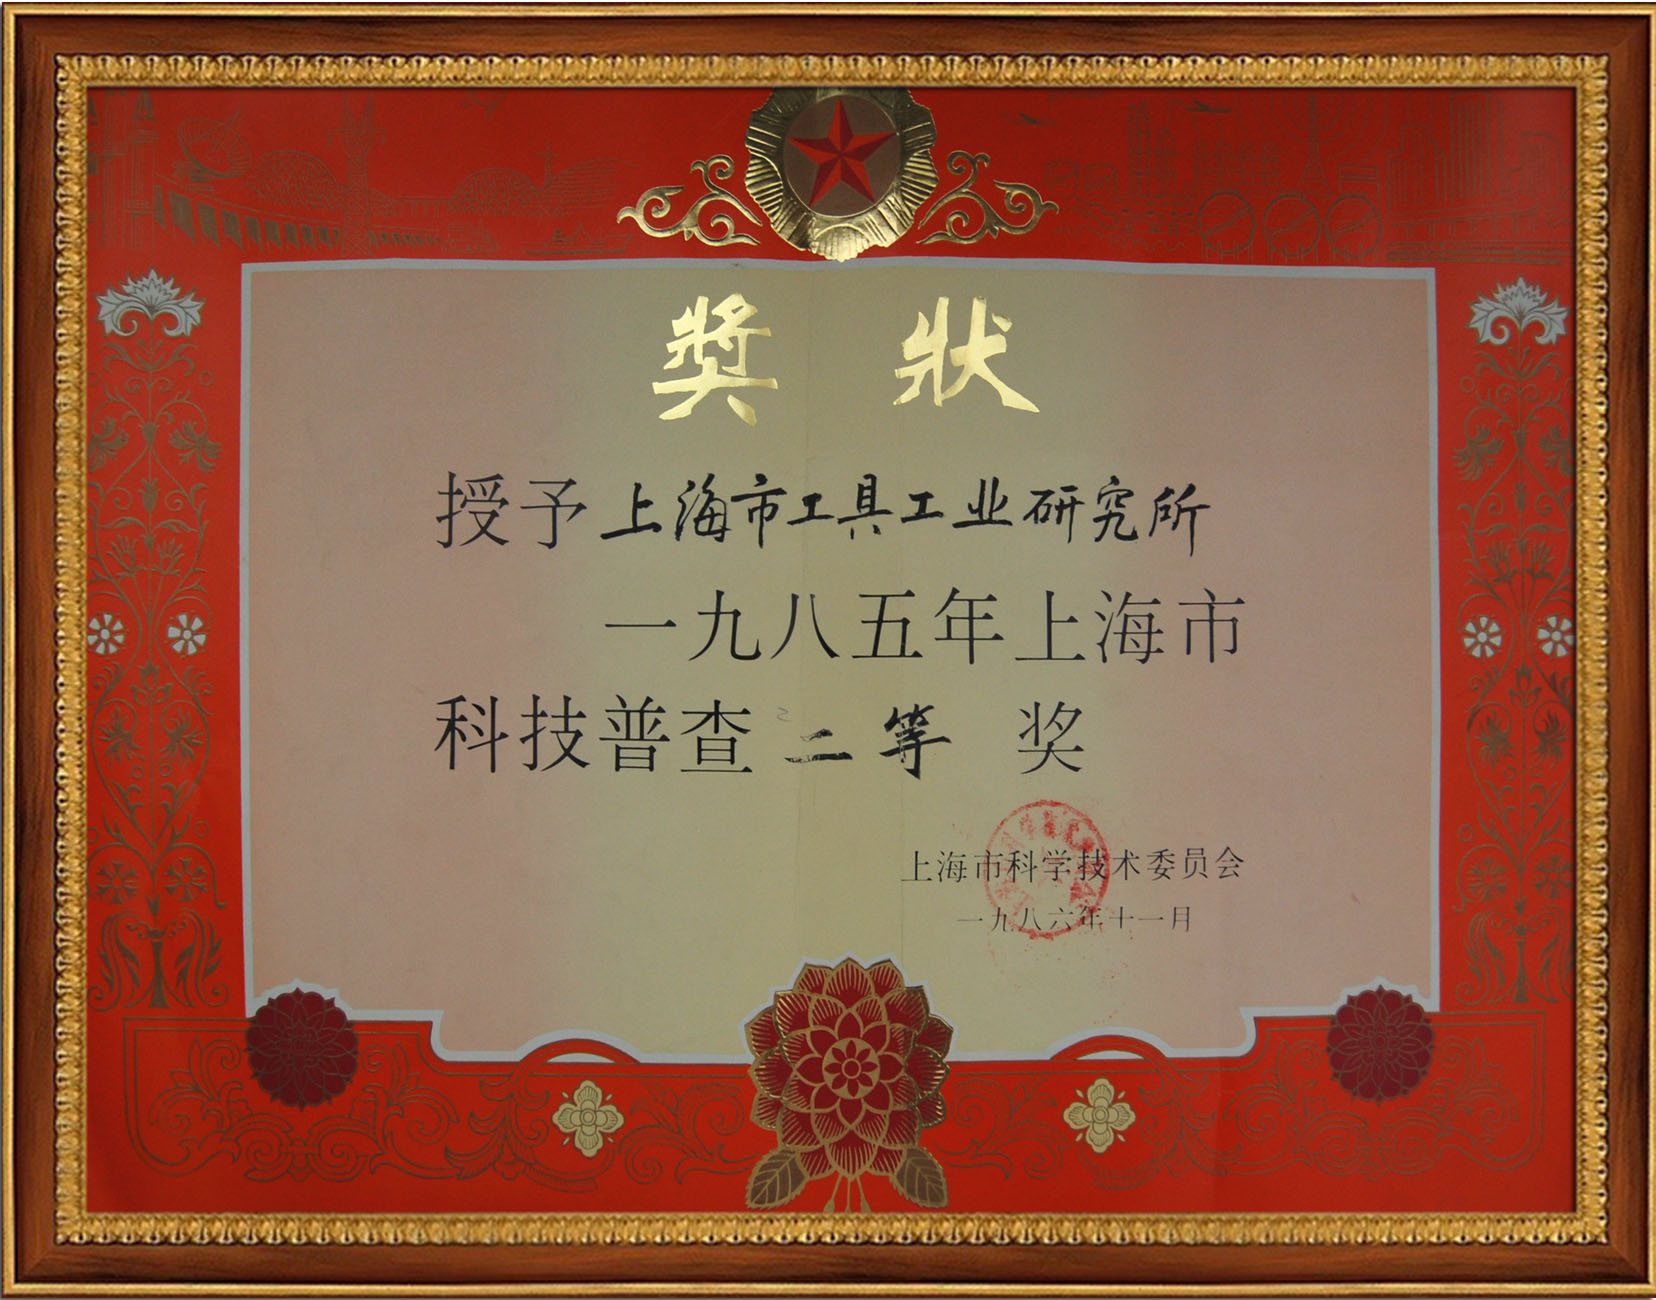 獎狀
授予上海市工具工业研究所
一九八五年上海市
科技普查二等奖
上海市科学技术委员会
一九八六年十一月